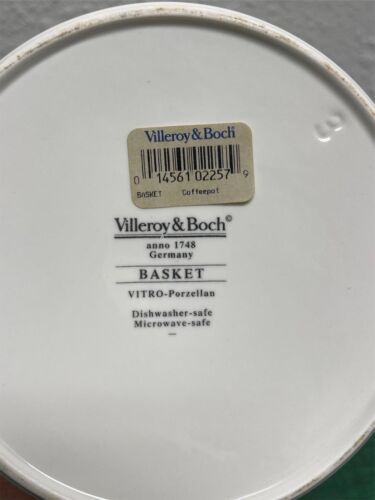 Villeroy & Boch
0 14561 02257 9
BASKET Coffeepot
Villeroy & Boch©
anno 1748
Germany
BASKET
VITRO-Porzellan
Dishwasher-safe
Microwave-safe